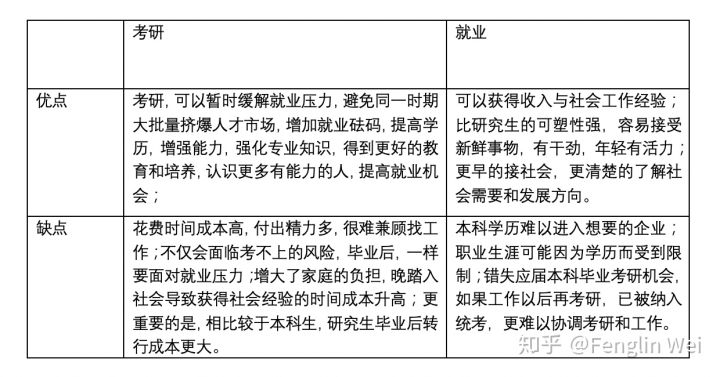 考研
就业
优点
考研，可以暂时缓解就业压力，避免同一时期
大批量挤爆人才市场，增加就业砝码，提高学
历，增强能力，强化专业知识，得到更好的教
育和培养，认识更多有能力的人，提高就业机
会；
可以获得收入与社会工作经验；
比研究生的可塑性强，容易接受
新鲜事物，有干劲，年轻有活力；
更早的接社会，更清楚的了解社
会需要和发展方向。
缺点
花费时间成本高，付出精力多，很难兼顾找工
作；不仅会面临考不上的风险，毕业后，一样
要面对就业压力；增大了家庭的负担，晚踏入
社会导致获得社会经验的时间成本升高；更
重要的是，相比较于本科生，研究生毕业后转
行成本更大。
本科学历难以进入想要的企业；
职业生涯可能因为学历而受到限
制；错失应届本科毕业考研机会，
如果工作以后再考研，已被纳入
统考，更难以协调考研和工作。
知乎 @Fenglin Wei